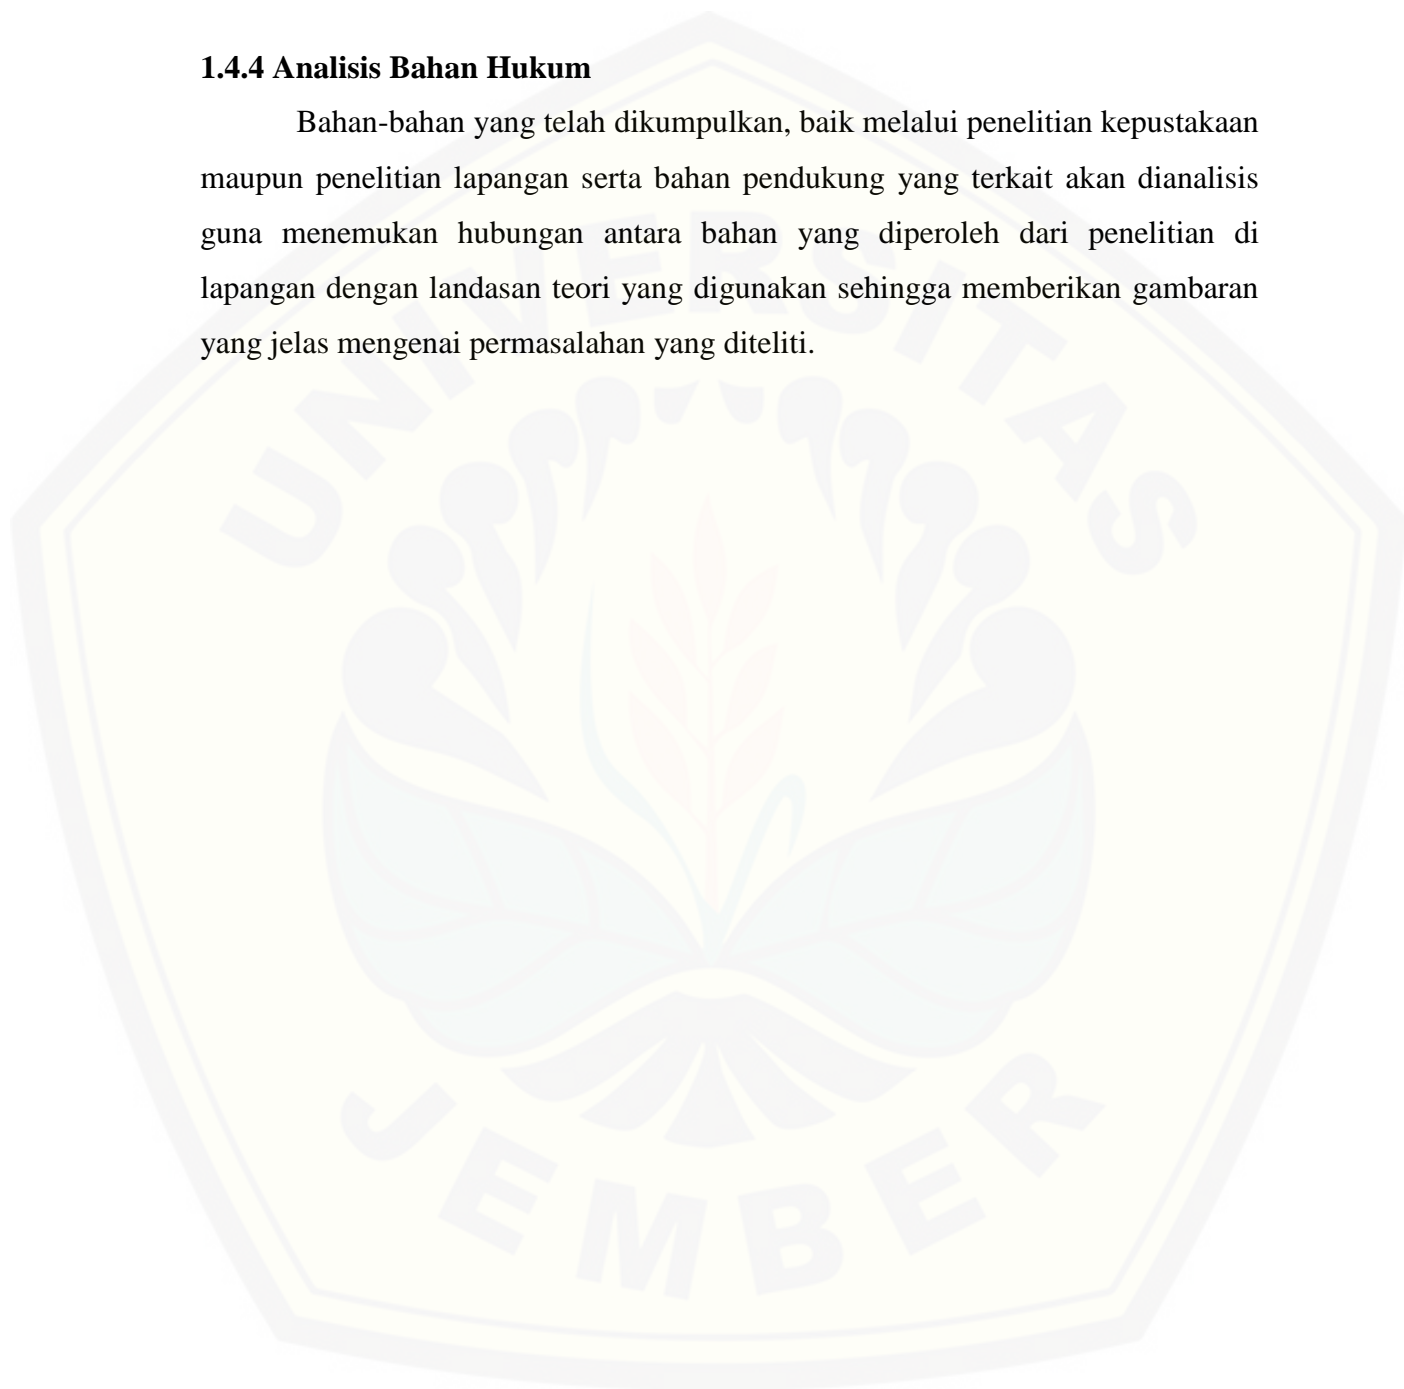 1.4.4 Analisis Bahan Hukum
Bahan-bahan yang telah dikumpulkan, baik melalui penelitian kepustakaan
maupun penelitian lapangan serta bahan pendukung yang terkait akan dianalisis
guna menemukan hubungan antara bahan yang diperoleh dari penelitian di
lapangan dengan landasan teori yang digunakan sehingga memberikan gambaran
yang jelas mengenai permasalahan yang diteliti.
UNIVERSITAS
JEMBER